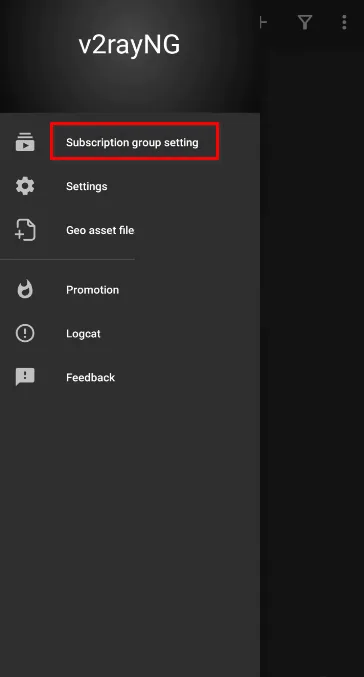 v2rayNG
Subscription group setting
Settings
Geo asset file
Promotion
Logcat
Feedback